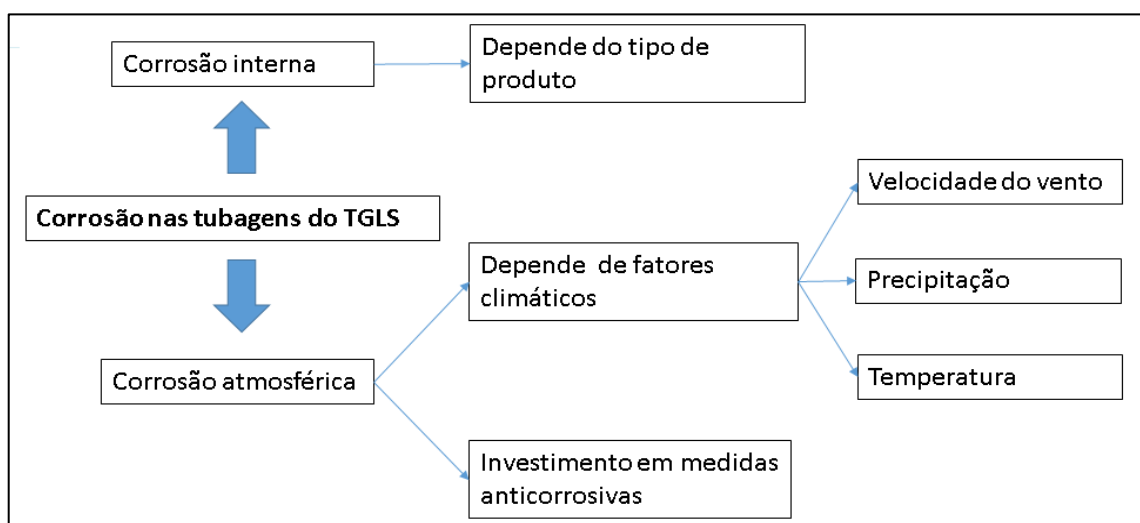 Corrosão interna
Depende do tipo de
produto
Corrosão nas tubagens do TGLS
Velocidade do vento
Depende de fatores
climáticos
Precipitação
Corrosão atmosférica
Temperatura
Investimento em medidas
anticorrosivas